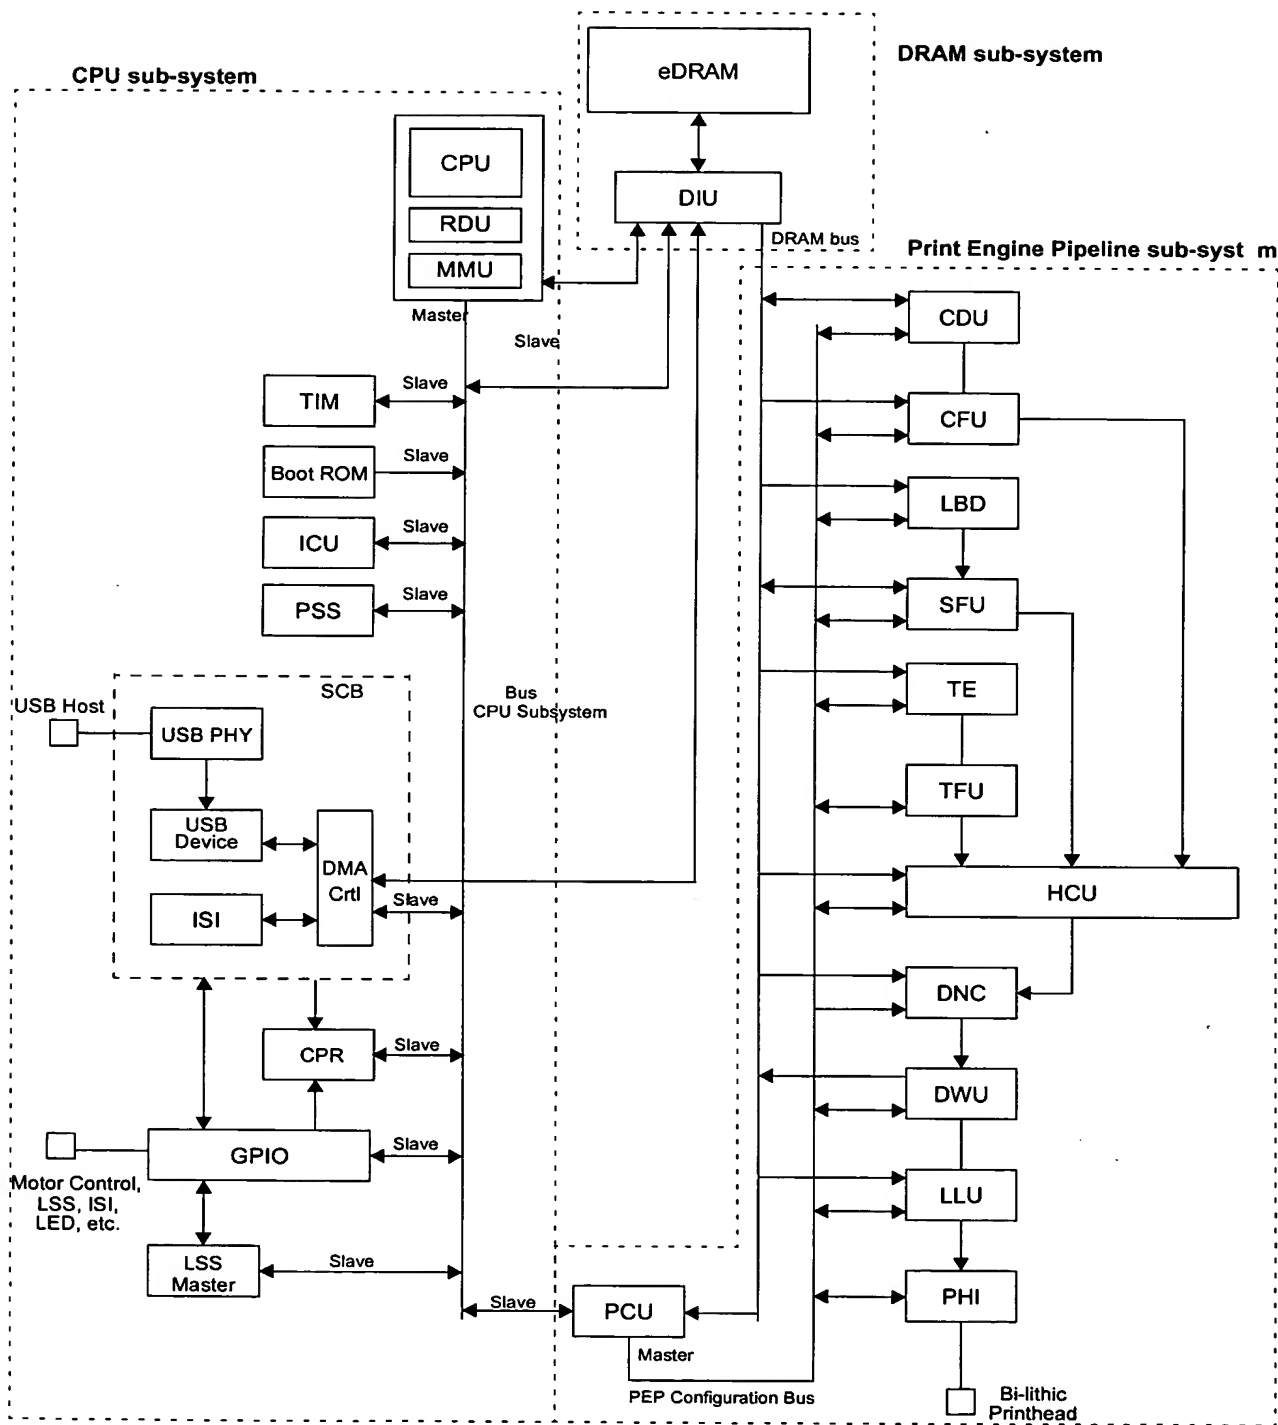 CPU sub-system
DRAM sub-system
eDRAM
CPU
RDU
MMU
Master
DIU
DRAM bus
Print Engine Pipeline sub-syst m
Slave
TIM
Slave
Boot ROM
Slave
ICU
Slave
PSS
Slave
Bus
CPU Subsystem
SCB
USB Host
USB PHY
USB
Device
DMA
Crtl
ISI
Slave
CPR
Slave
GPIO
Slave
Motor Control,
LSS, ISI,
LED, etc.
LSS
Master
Slave
Slave
PCU
Master
PEP Configuration Bus
CDU
CFU
LBD
SFU
TE
TFU
HCU
DNC
DWU
LLU
PHI
Bi-lithic
Printhead